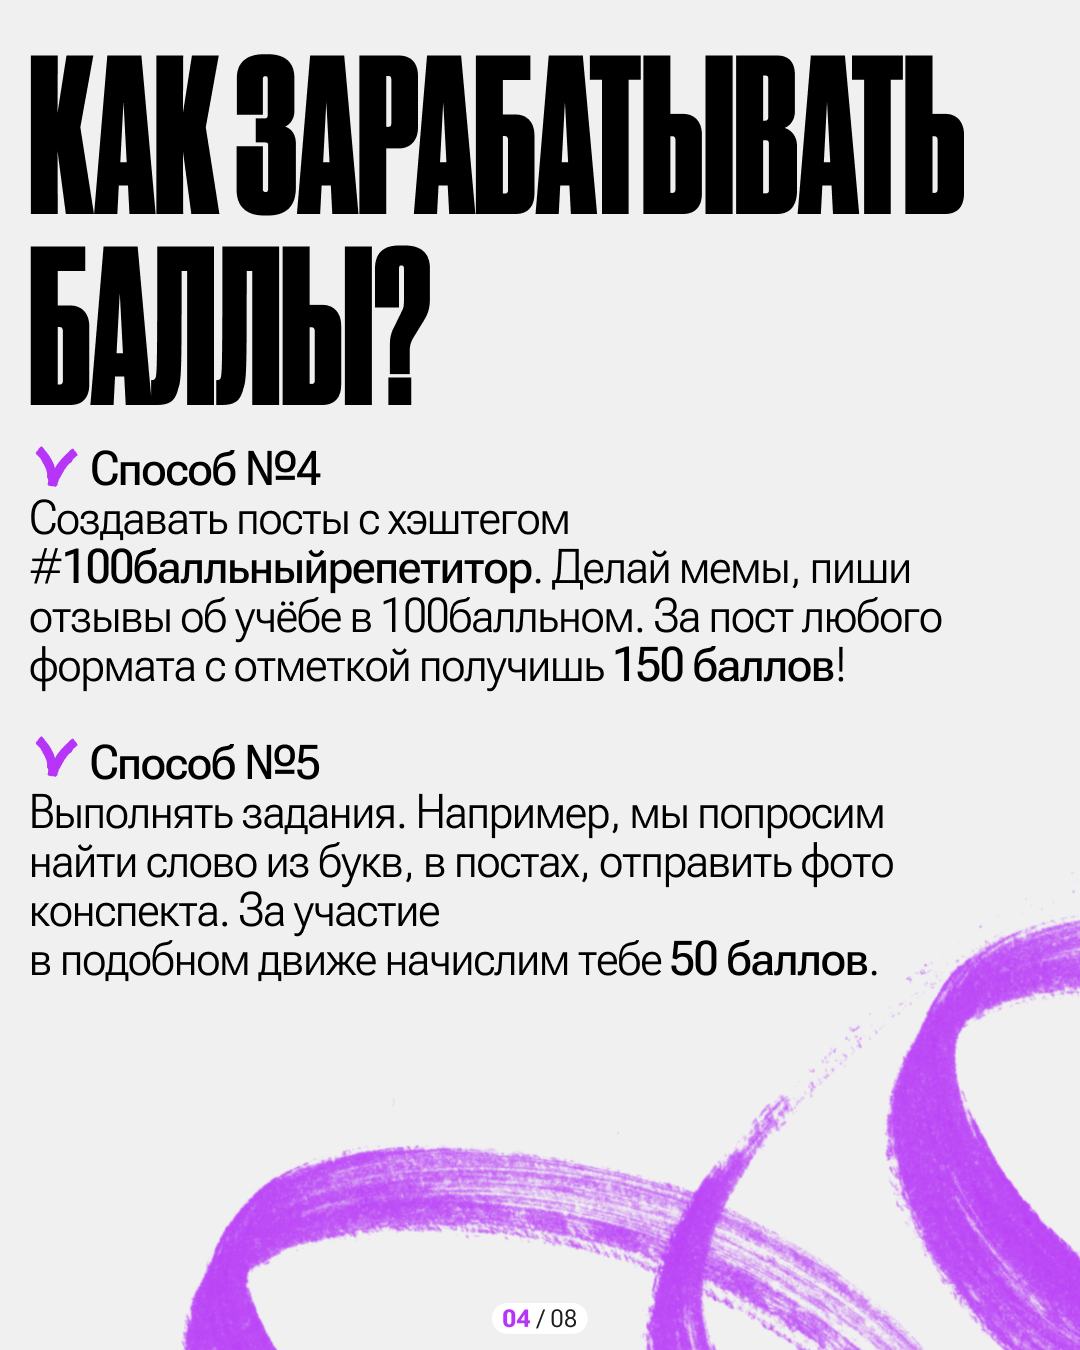 КАК ЗАРАБАТЫВАТЬ
БАЛЛЫ?
Способ №4
Создавать посты с хэштегом
#100балльныйрепетитор. Делай мемы, пиши
отзывы об учёбе в 100балльном. За пост любого
формата с отметкой получишь 150 баллов!
Способ №5
Выполнять задания. Например, мы попросим
найти слово из букв, в постах, отправить фото
конспекта. За участие
в подобном движе начислим тебе 50 баллов.
04 / 08